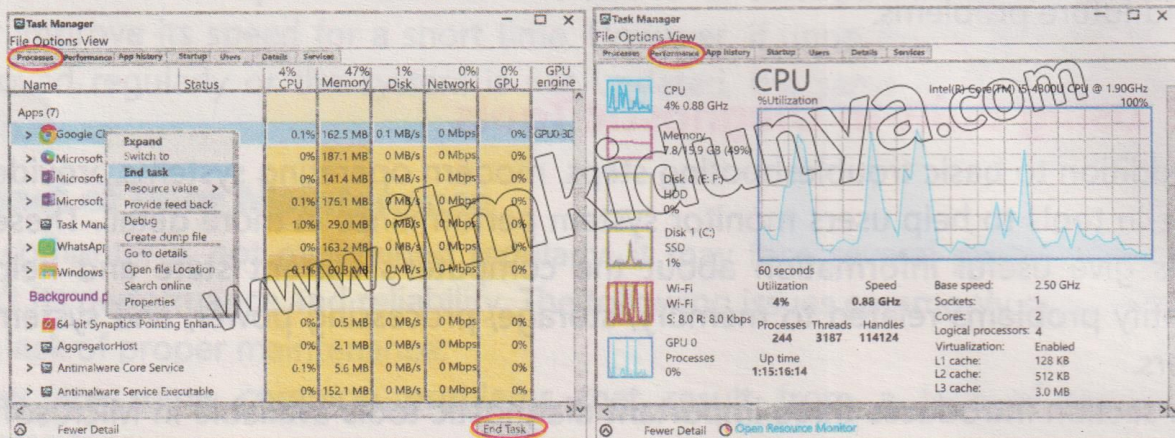 Task Manager
File Options View
Processes Performance App history Startup Users Details Services
4% 47% 1% 0% 0% GPU
Name Status CPU Memory Disk Network GPU engine
Apps (7)
Google Ch 0.1% 162.5 MB 0.1 MB/s 0 Mbps 0% GPU0-3D
Microsoft 0% 187.1 MB 0 MB/s 0 Mbps 0%
Microsoft 0% 141.4 MB 0 MB/s 0 Mbps 0%
Microsoft 0.1% 176.1 MB 0 MB/s 0 Mbps 0%
Task Mana 1.0% 29.0 MB 0 MB/s 0 Mbps 0%
WhatsApp 0% 163.2 MB 0 MB/s 0 Mbps 0%
Windows 0.1% 60.3 MB 0 MB/s 0 Mbps 0%
Background p
64-bit Synaptics Pointing Enhan... 0% 0.5 MB 0 MB/s 0 Mbps 0%
AggregatorHost 0% 2.1 MB 0 MB/s 0 Mbps 0%
Antimalware Core Service 0.1% 5.6 MB 0 MB/s 0 Mbps 0%
Antimalware Service Executable 0% 152.1 MB 0 MB/s 0 Mbps 0%
Fewer Detail End Task
Expand
Switch to
End task
Resource value >
Provide feed back
Debug
Create dump file
Go to details
Open file Location
Search online
Properties
Task Manager
File Options View
Processes Performance App history Startup Users Details Services
CPU
4% 0.88 GHz
Memory
7.8/15.9 GB (49%)
Disk 0 (E: F:)
HDD
0%
Disk 1 (C:)
SSD
1%
Wi-Fi
Wi-Fi
S: 8.0 R: 8.0 Kbps
GPU 0
Processes
0%
CPU Intel(R) Core(TM) i5-4300U CPU @ 1.90GHz
%Utilization 100%
60 seconds
Utilization Speed
4% 0.88 GHz
Processes Threads Handles
244 3187 114124
Up time
1:15:16:14
Base speed: 2.50 GHz
Sockets:
Cores:
Logical processors: 4
Virtualization: Enabled
L1 cache: 128 KB
L2 cache: 512 KB
L3 cache: 3.0 MB
Fewer Detail Open Resource Monitor
www.ilmkidunya.com